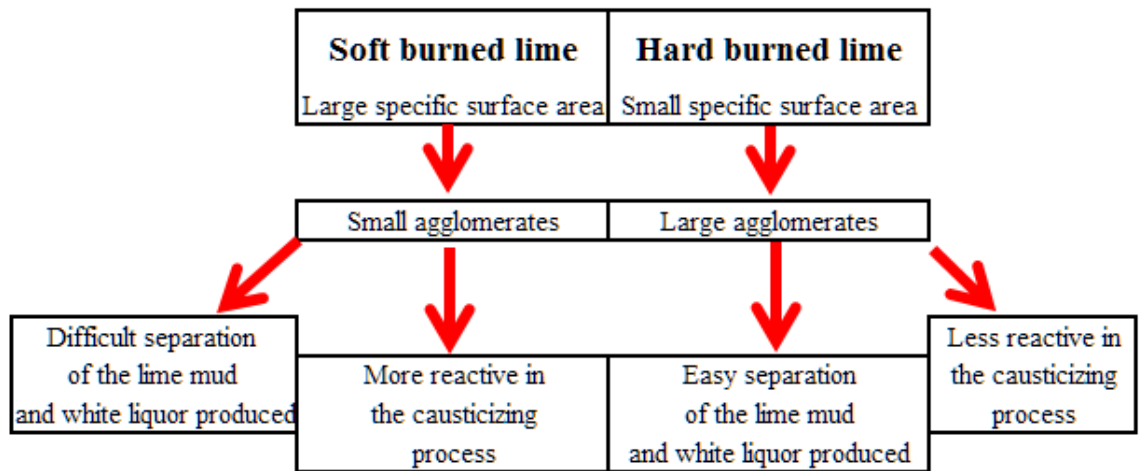 Soft burned lime
Large specific surface area
Hard burned lime
Small specific surface area
Small agglomerates
Large agglomerates
Difficult separation
of the lime mud
and white liquor produced
More reactive in
the causticizing
process
Easy separation
of the lime mud
and white liquor produced
Less reactive in
the causticizing
process